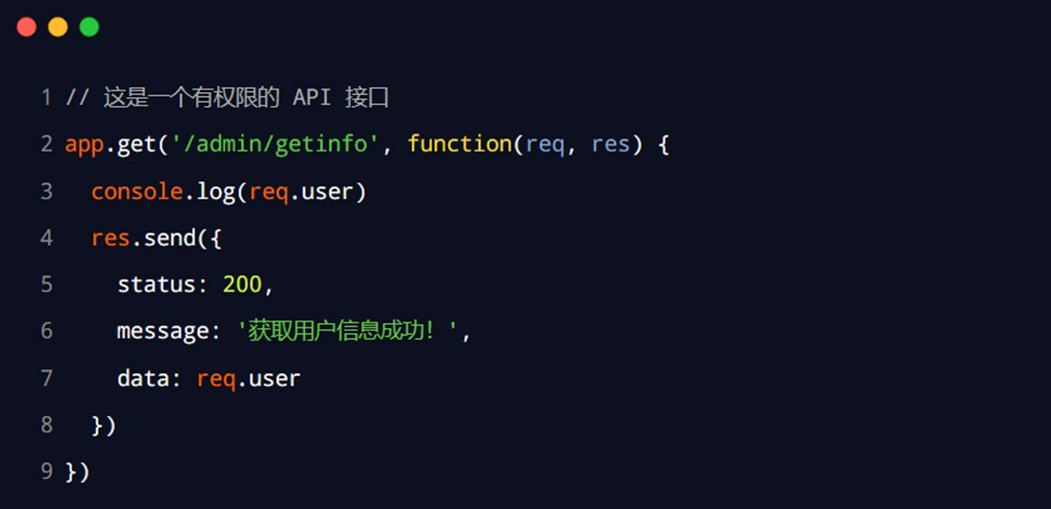 1 // 这是一个有权限的 API 接口
2 app.get('/admin/getinfo', function(req, res) {
3   console.log(req.user)
4   res.send({
5     status: 200,
6     message: '获取用户信息成功！',
7     data: req.user
8   })
9 })